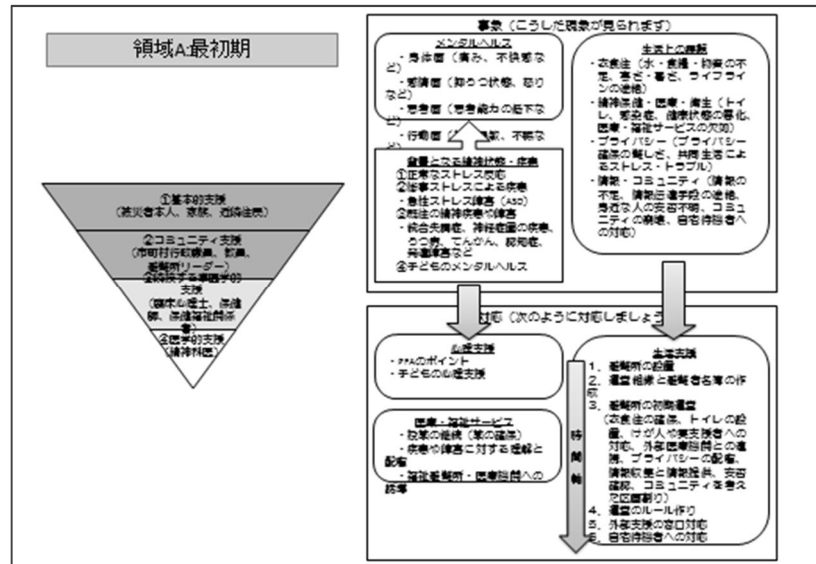 領域A:最初期
①基本的支援
(被災者本人、家族、近隣住民)
②コミュニティ支援
(市町村行政職員、教員、
避難所リーダー)
支援
(臨床心理士、保健
師、保健福祉関係
者)
④医学的支援
(精神科医)
事象(こうした現象が見られます)
メンタルヘルス
・身体面(痛み、不快感な
ど)
・感情面(抑うつ状態、怒り
など)
・思考面(思考能力の低下な
ど)
・行動面
不眠な
ど)
背景となる精神状態・疾患
①正常なストレス反応
②惨事ストレスによる疾患
・急性ストレス障害(ASD)
③既往の精神疾患や障害
・統合失調症、神経症圏の疾患、
うつ病、てんかん、認知症、
発達障害など
④子どものメンタルヘルス
生活上の課題
・衣食住(水・食糧・物資の
不足、寒さ・暑さ、ライフライ
ンの途絶)
・精神保健・医療・衛生(トイ
レ、感染症、健康状態の悪化、
医療・福祉サービスの欠如)
・プライバシー(プライバシー
確保の難しさ、共同生活による
ストレス・トラブル)
・情報・コミュニティ(情報の
不足、情報伝達手段の途絶、
身近な人の安否不明、コミュ
ニティの崩壊、自宅待機者へ
の対応)
対応(次のように対応しましょう
心理支援
・PFAのポイント
・子どもの心理支援
医療・福祉サービス
・投薬の継続(薬の確保)
・疾患や障害に対する理解と
配慮
・福祉避難所・医療機関への
誘導
時間軸
生活支援
1. 避難所の設置
2. 運営組織と避難者名簿の作
成
3. 避難所の初期運営
(衣食住の確保、トイレの設
置、けが人や要支援者への
対応、外部医療機関との連
携、プライバシーの配慮、
情報収集と情報提供、安否
確認、コミュニティを考え
た区画割り)
4. 運営のルール作り
5. 外部支援の窓口対応
6. 自宅待機者への対応